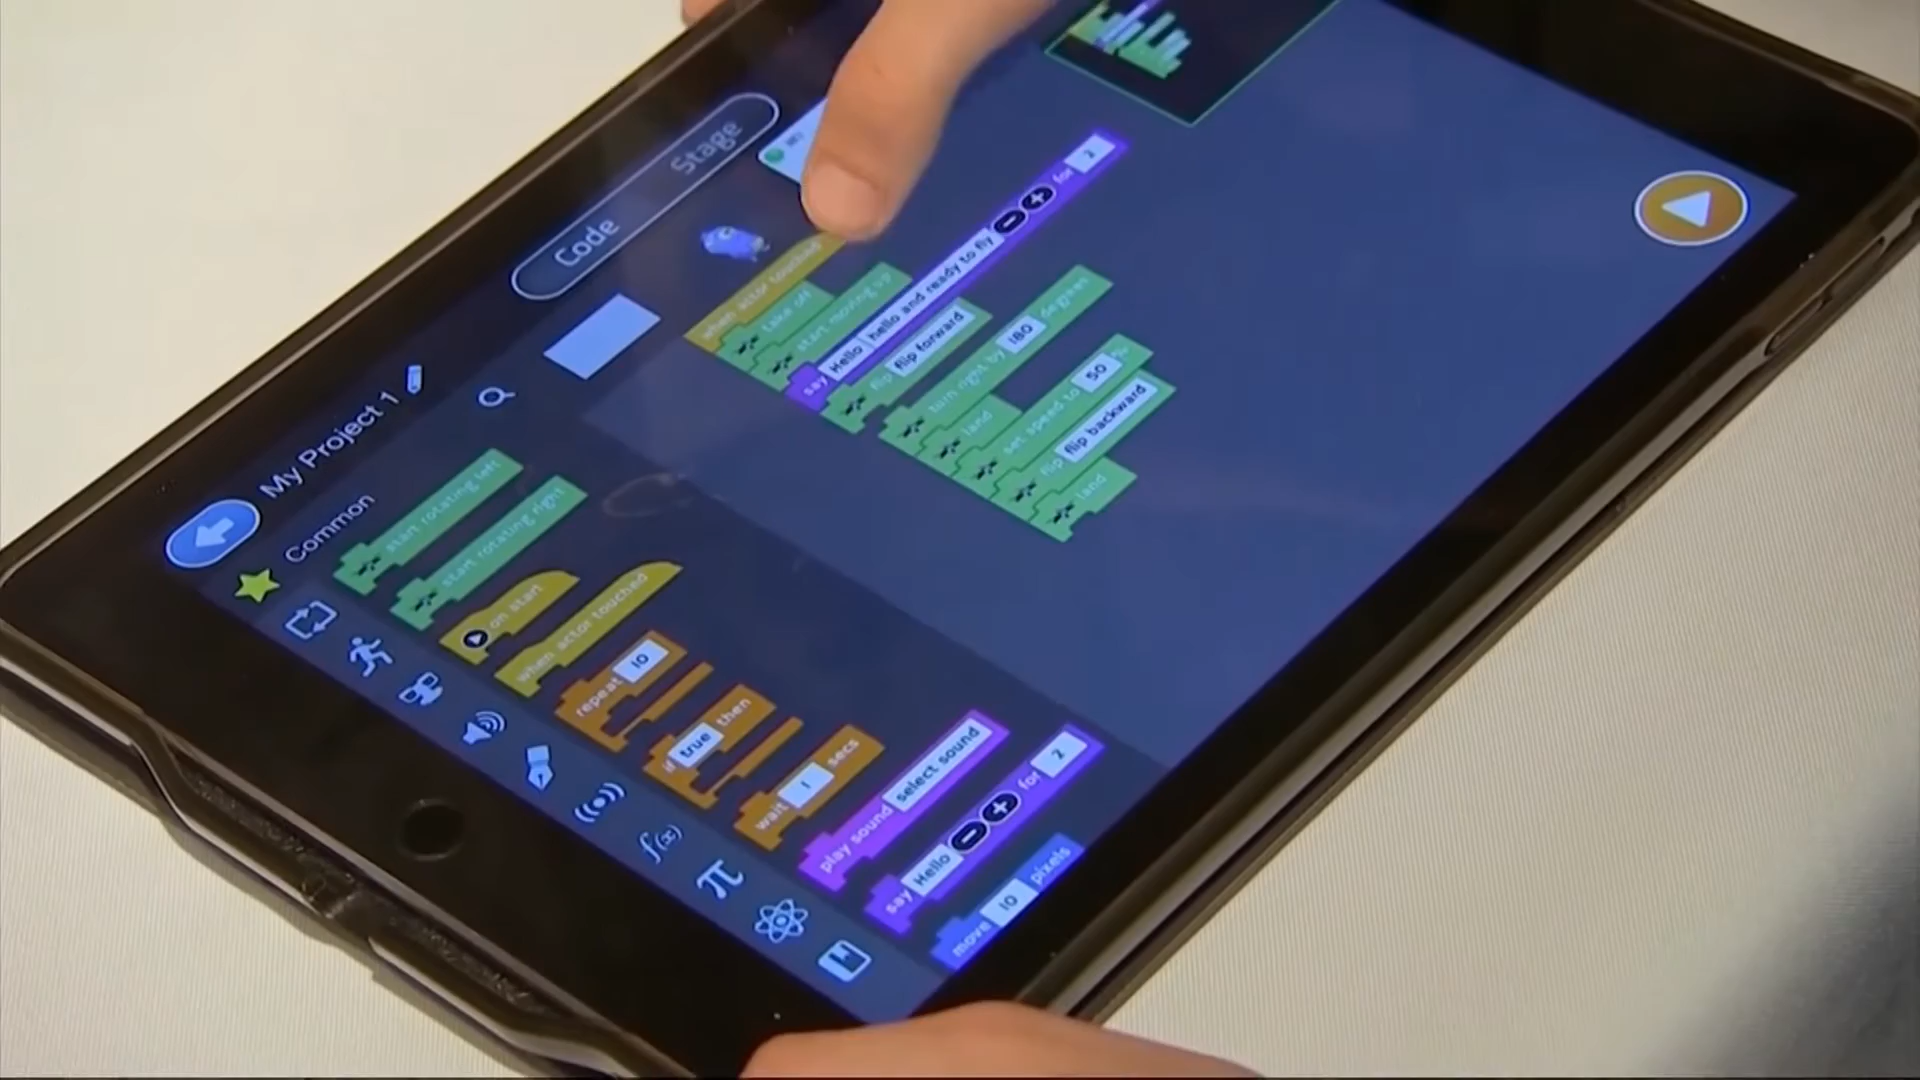 My Project 1
Code
Stage
Common
start rotating left
start rotating right
on start
when actor touched
repeat 10
if true then
wait 1 secs
play sound select sound
say Hello for 2
move 10 pixels
f(x)
π
when actor touched
take off
start moving up
say Hello hello and ready to fly for 2
flip flip forward
turn right by 180 degrees
land
set speed to 50 %
flip flip backward
land